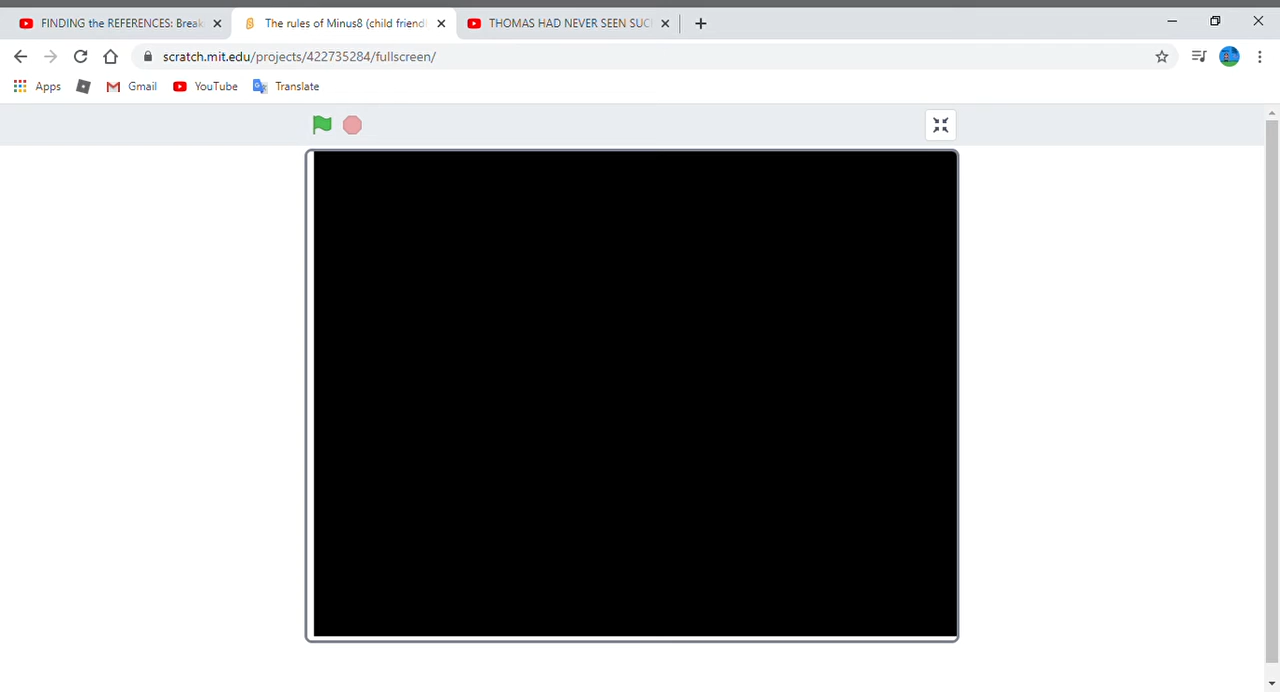 FINDING the REFERENCES: Break
The rules of Minus8 (child friendl
THOMAS HAD NEVER SEEN SUC
scratch.mit.edu/projects/422735284/fullscreen/
Apps
Gmail
YouTube
Translate